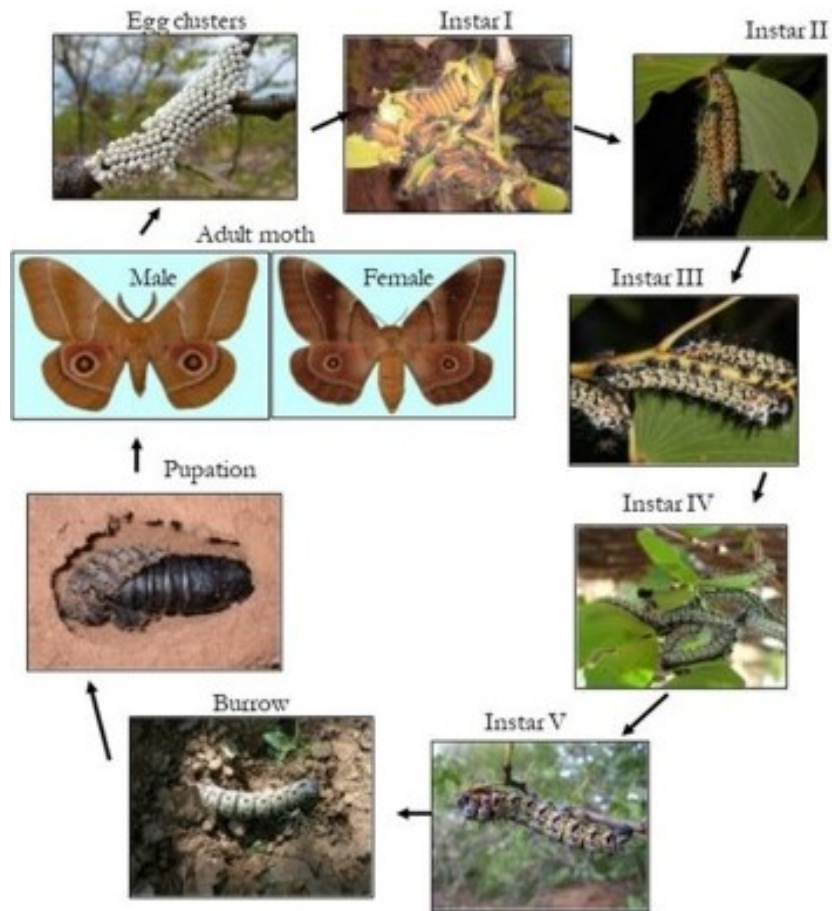 Egg clusters
Instar I
Instar II
Instar III
Instar IV
Instar V
Burrow
Pupation
Adult moth
Male
Female